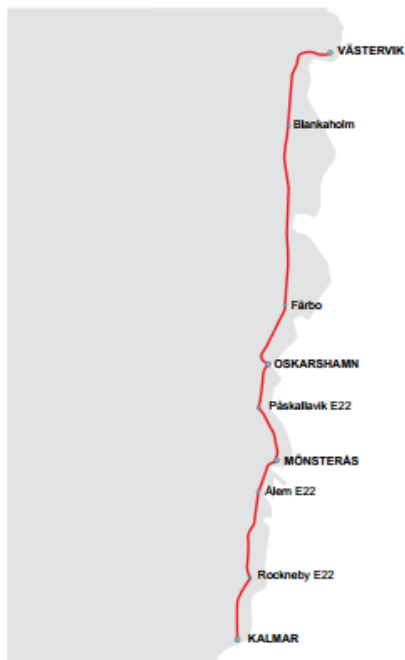 VÄSTERVIK
Blankaholm
Fårbo
OSKARSHAMN
Påskallavik E22
MÖNSTERÅS
Ålem E22
Rockneby E22
KALMAR